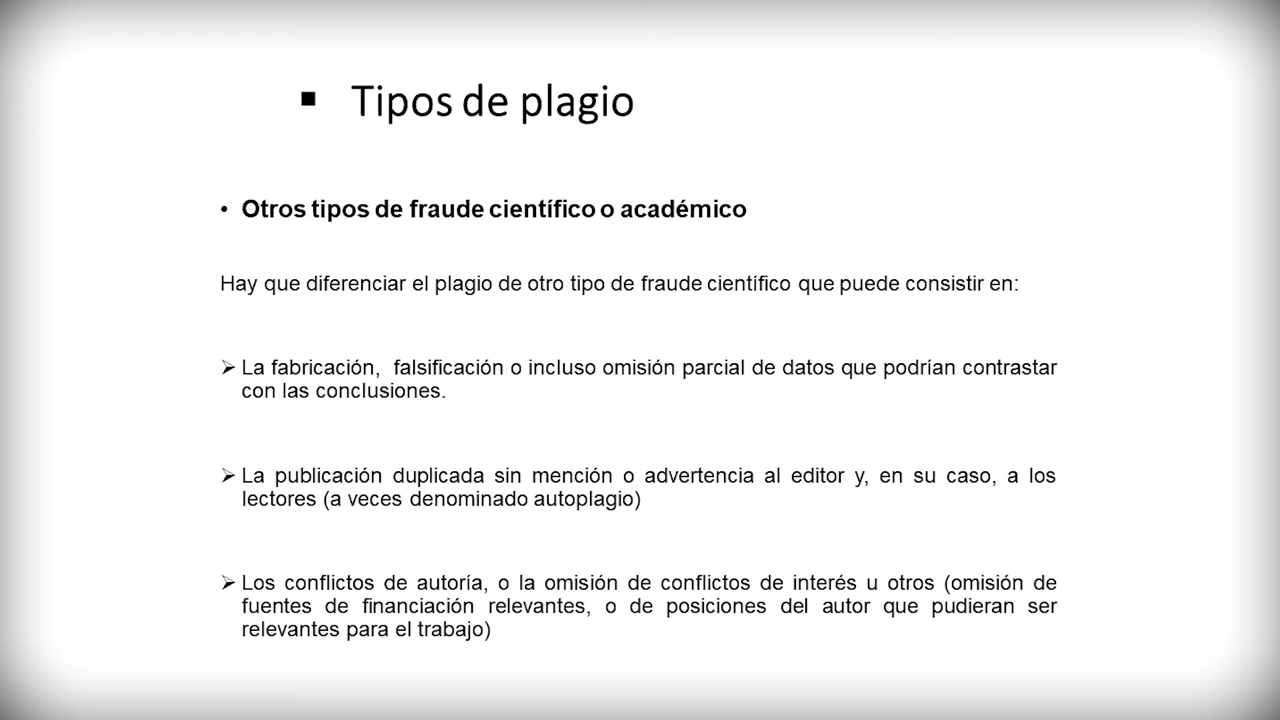 ▪ Tipos de plagio
• Otros tipos de fraude científico o académico
Hay que diferenciar el plagio de otro tipo de fraude científico que puede consistir en:
➢ La fabricación, falsificación o incluso omisión parcial de datos que podrían contrastar
con las conclusiones.
➢ La publicación duplicada sin mención o advertencia al editor y, en su caso, a los
lectores (a veces denominado autoplagio)
➢ Los conflictos de autoría, o la omisión de conflictos de interés u otros (omisión de
fuentes de financiación relevantes, o de posiciones del autor que pudieran ser
relevantes para el trabajo)